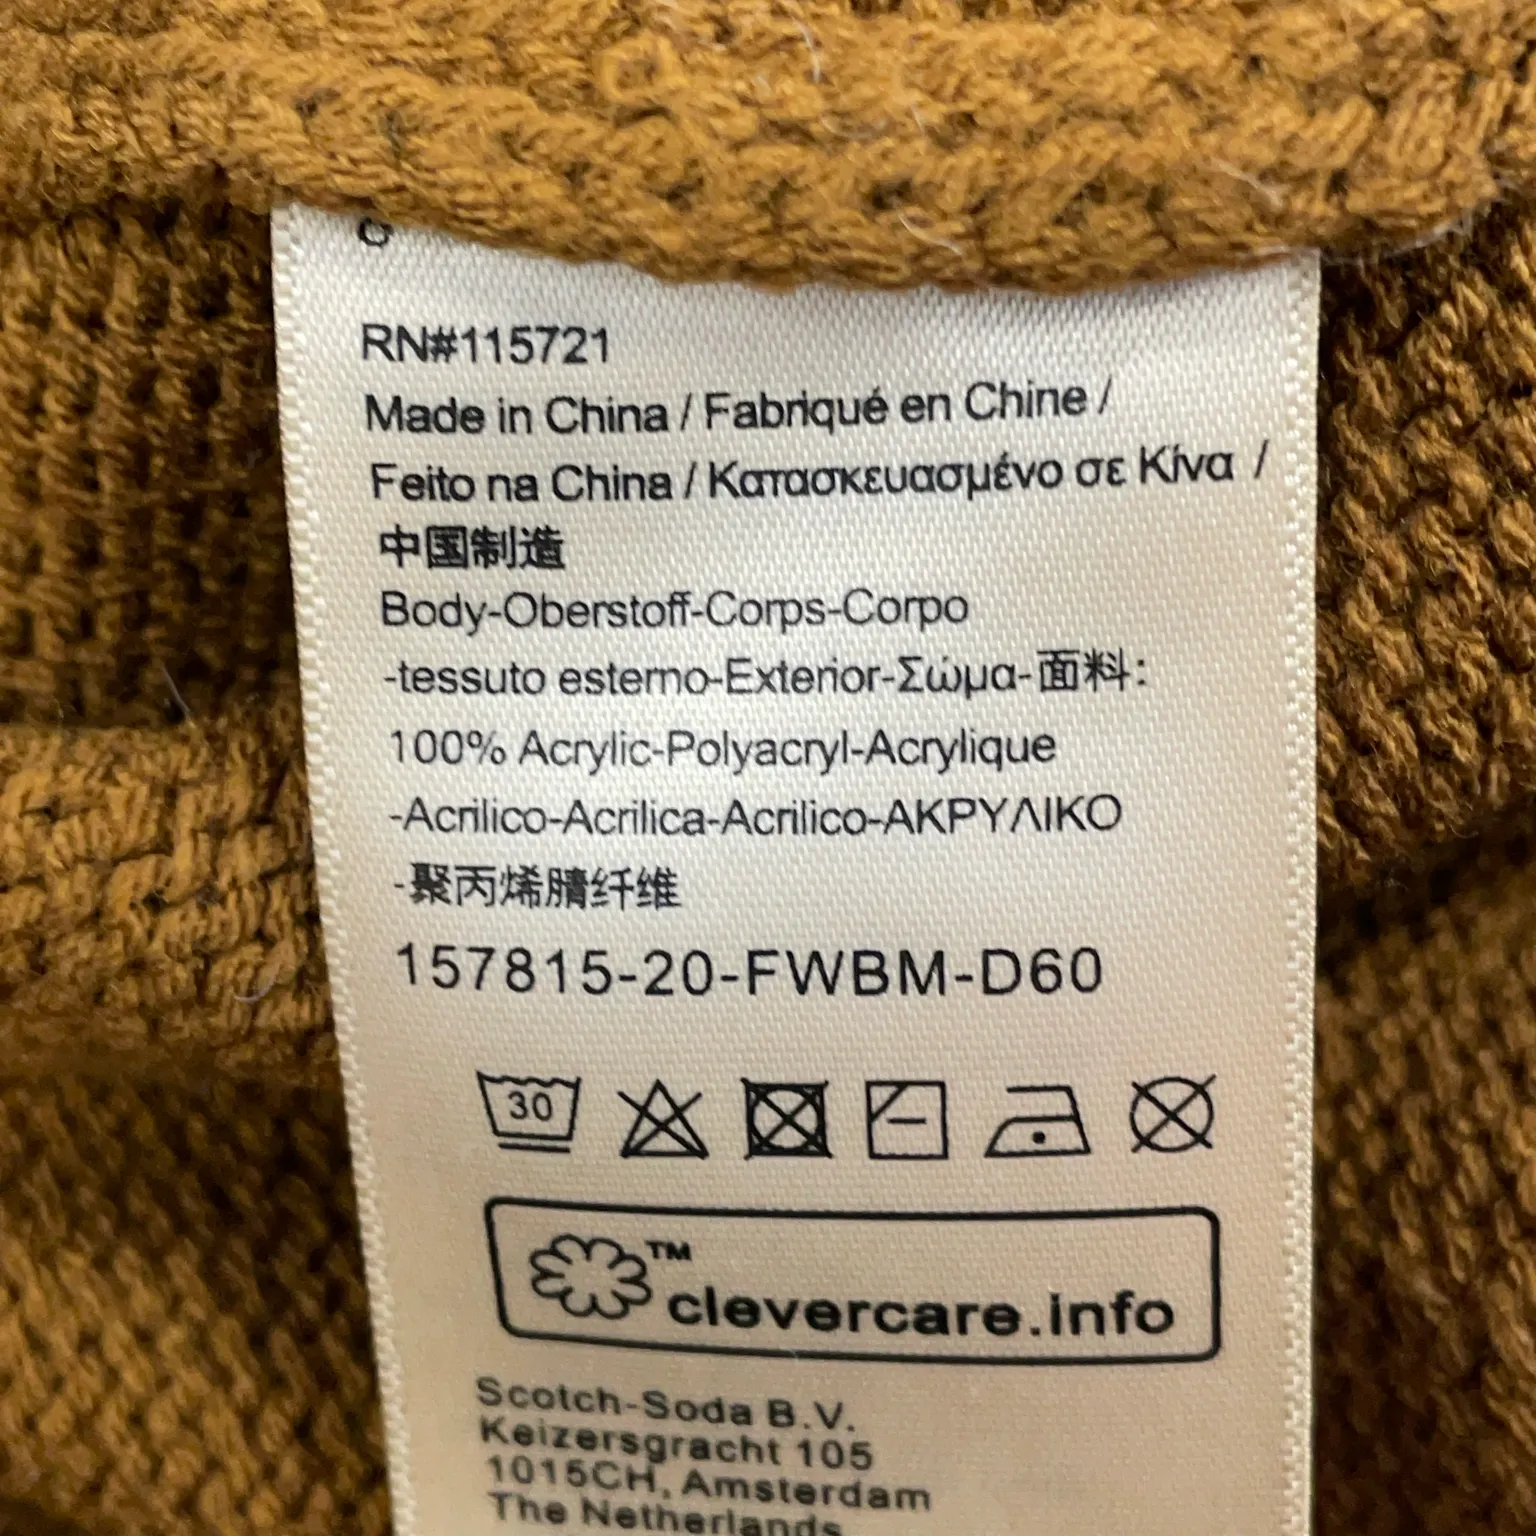 RN#115721
Made in China / Fabriqué en Chine /
Feito na China / Κατασκευασμένο σε Κίνα /
中国制造
Body-Oberstoff-Corps-Corpo
-tessuto esterno-Exterior-Σώμα-面料:
100% Acrylic-Polyacryl-Acrylique
-Acrilico-Acrilica-Acrilico-ΑΚΡΥΛΙΚΟ
-聚丙烯腈纤维
157815-20-FWBM-D60
30
TM
clevercare.info
Scotch-Soda B.V.
Keizersgracht 105
1015CH, Amsterdam
The Netherlands